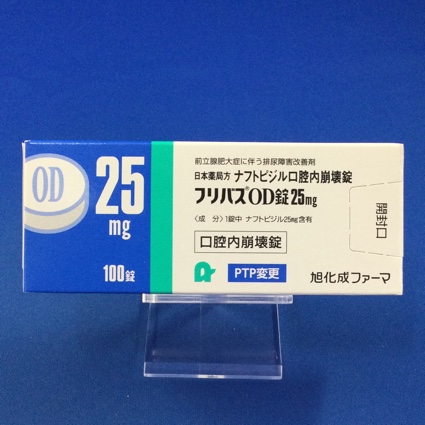 OD
25
mg
100錠
前立腺肥大症に伴う排尿障害改善剤
日本薬局方 ナフトピジル口腔内崩壊錠
フリバス®OD錠25mg
〈成 分〉1錠中 ナフトピジル25mg含有
口腔内崩壊錠
PTP変更
旭化成ファーマ
開封口